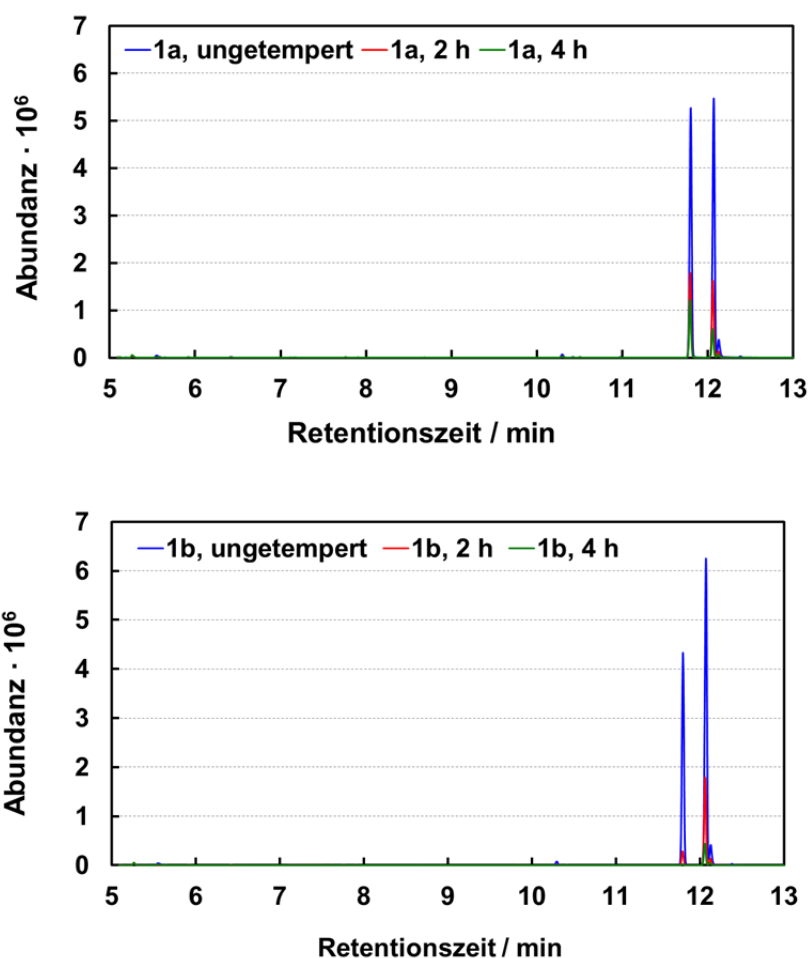 7
1a, ungetempert 1a, 2 h 1a, 4 h
6
5
4
3
2
1
0
Abundanz · 10⁶
5 6 7 8 9 10 11 12 13
Retentionszeit / min
7
1b, ungetempert 1b, 2 h 1b, 4 h
6
5
4
3
2
1
0
Abundanz · 10⁶
5 6 7 8 9 10 11 12 13
Retentionszeit / min